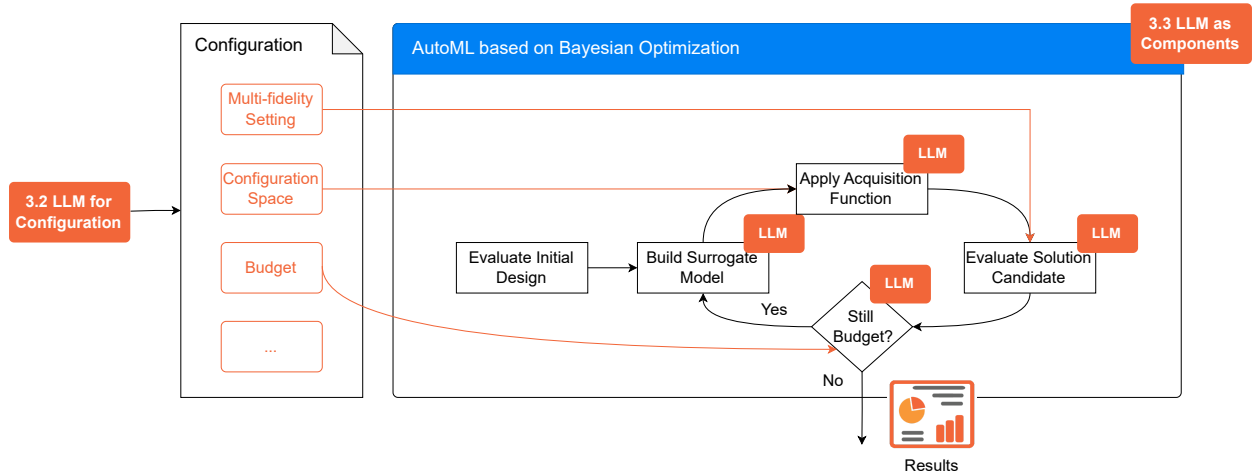 3.2 LLM for
Configuration
Configuration
Multi-fidelity
Setting
Configuration
Space
Budget
...
AutoML based on Bayesian Optimization
3.3 LLM as
Components
LLM
Apply Acquisition
Function
LLM
LLM
Evaluate Initial
Design
Build Surrogate
Model
Evaluate Solution
Candidate
LLM
Still
Budget?
Yes
No
Results